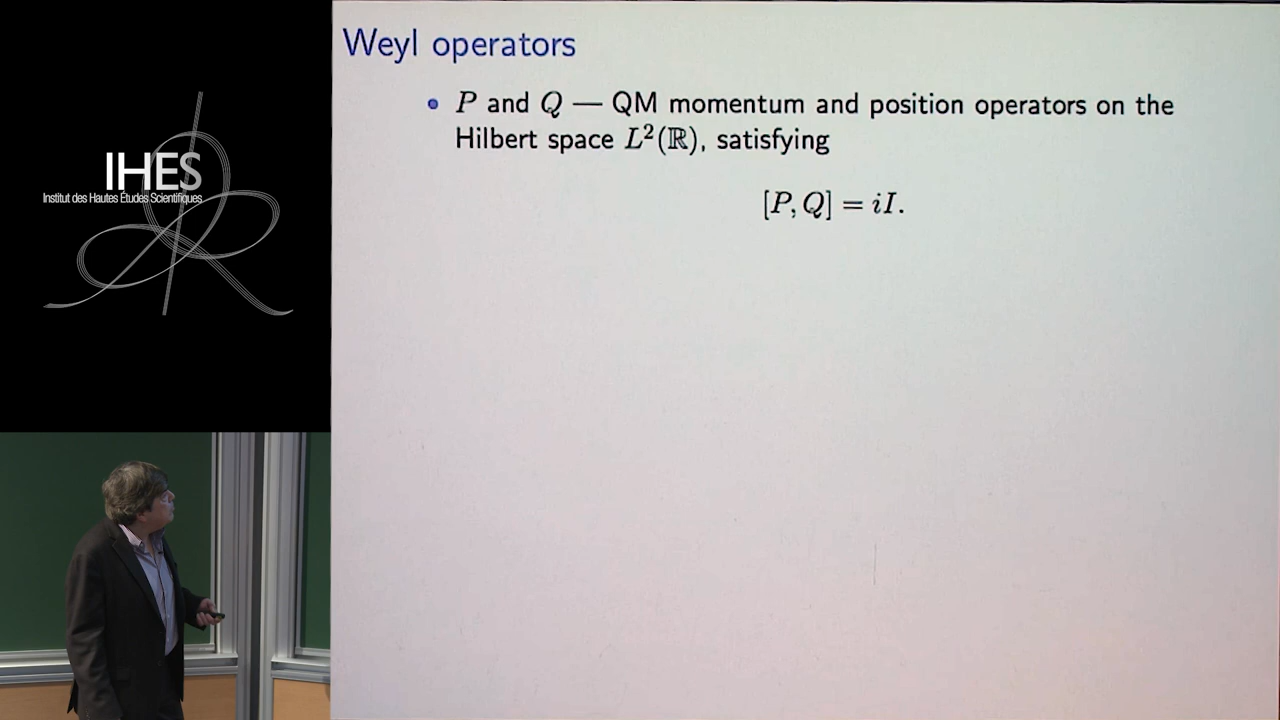 IHES
Institut des Hautes Études Scientifiques
Weyl operators
• P and Q — QM momentum and position operators on the
Hilbert space L²(ℝ), satisfying
[P, Q] = iI.